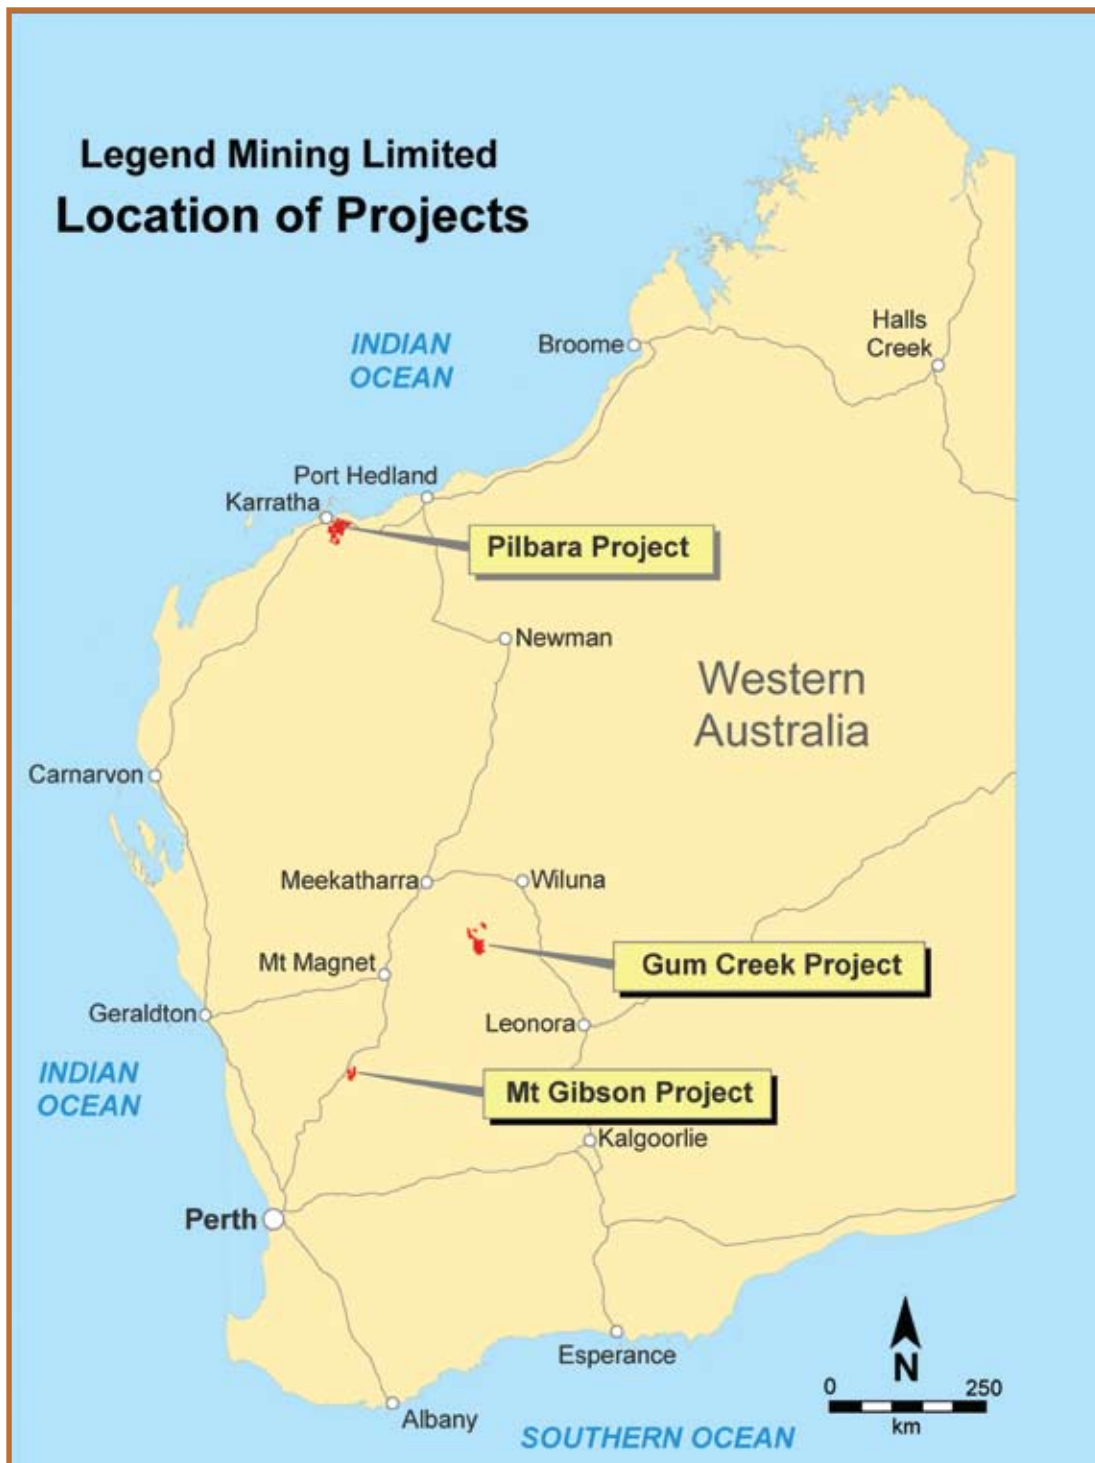 Legend Mining Limited
Location of Projects
INDIAN
OCEAN
Broome
Halls
Creek
Port Hedland
Karratha
Pilbara Project
Newman
Western
Australia
Carnarvon
Meekatharra
Wiluna
Gum Creek Project
Mt Magnet
Geraldton
Leonora
INDIAN
OCEAN
Mt Gibson Project
Kalgoorlie
Perth
Esperance
N
0 250
km
Albany
SOUTHERN OCEAN